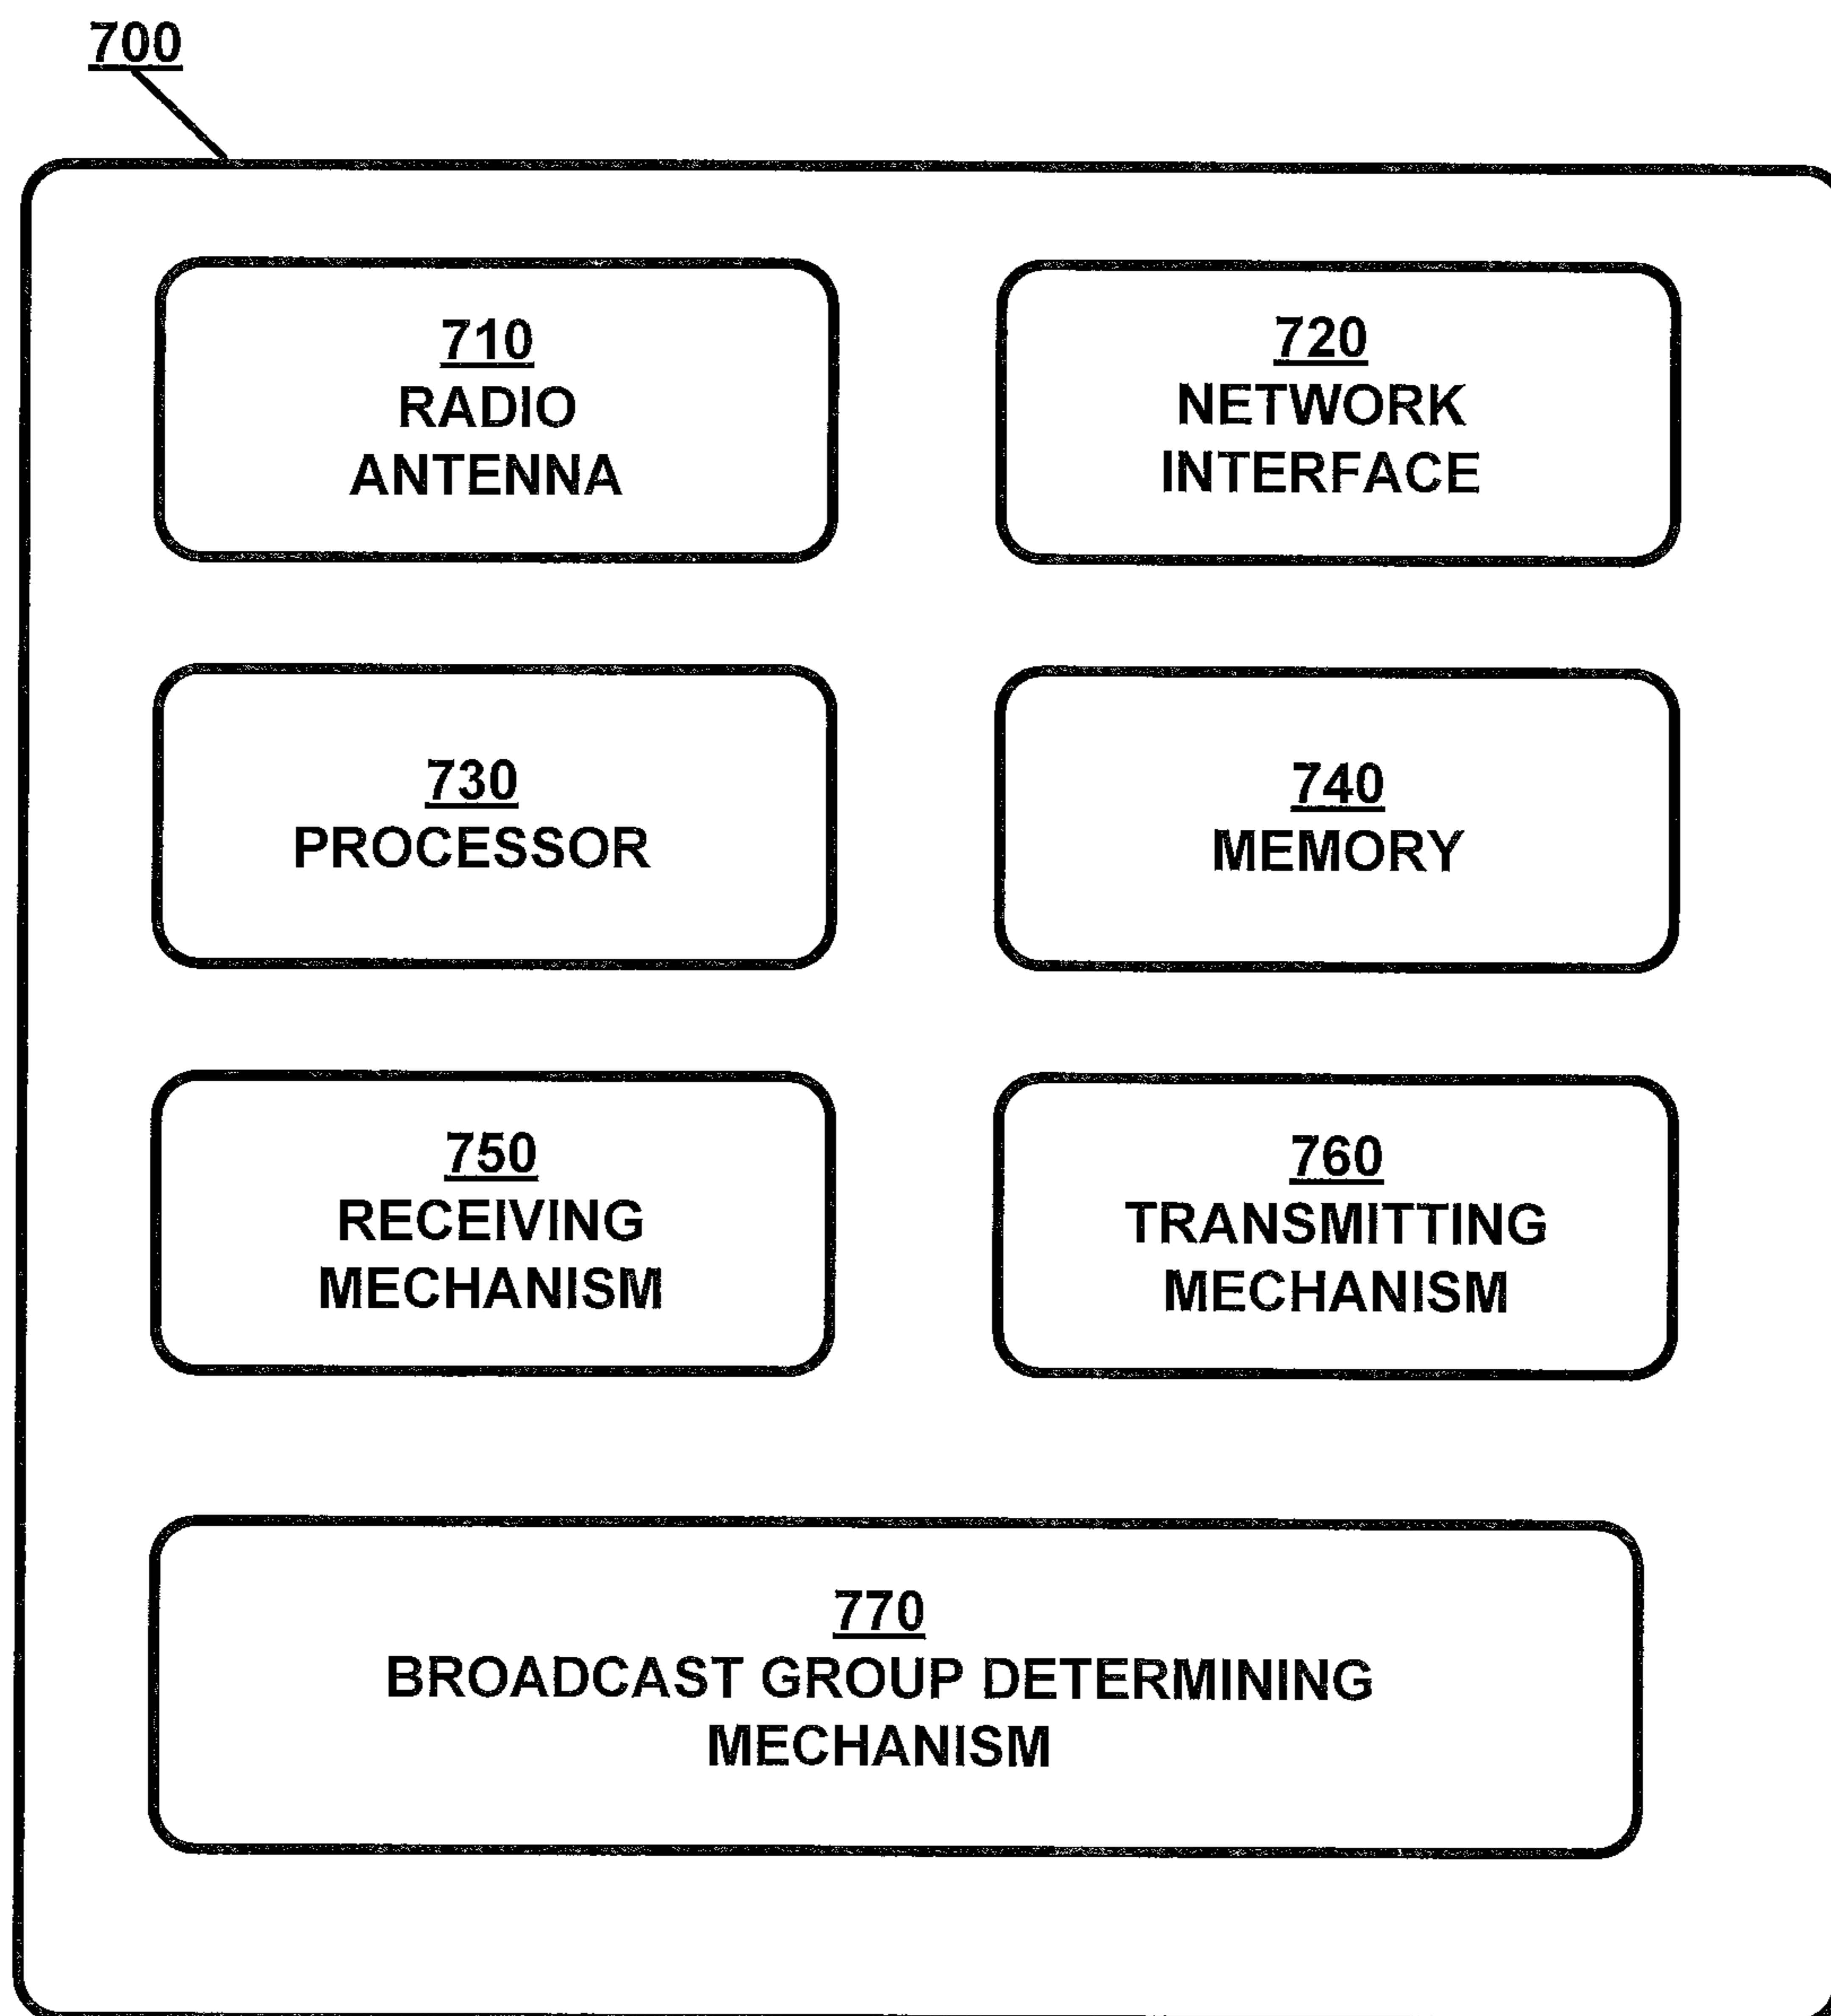 700
710
RADIO
ANTENNA
720
NETWORK
INTERFACE
730
PROCESSOR
740
MEMORY
750
RECEIVING
MECHANISM
760
TRANSMITTING
MECHANISM
770
BROADCAST GROUP DETERMINING
MECHANISM